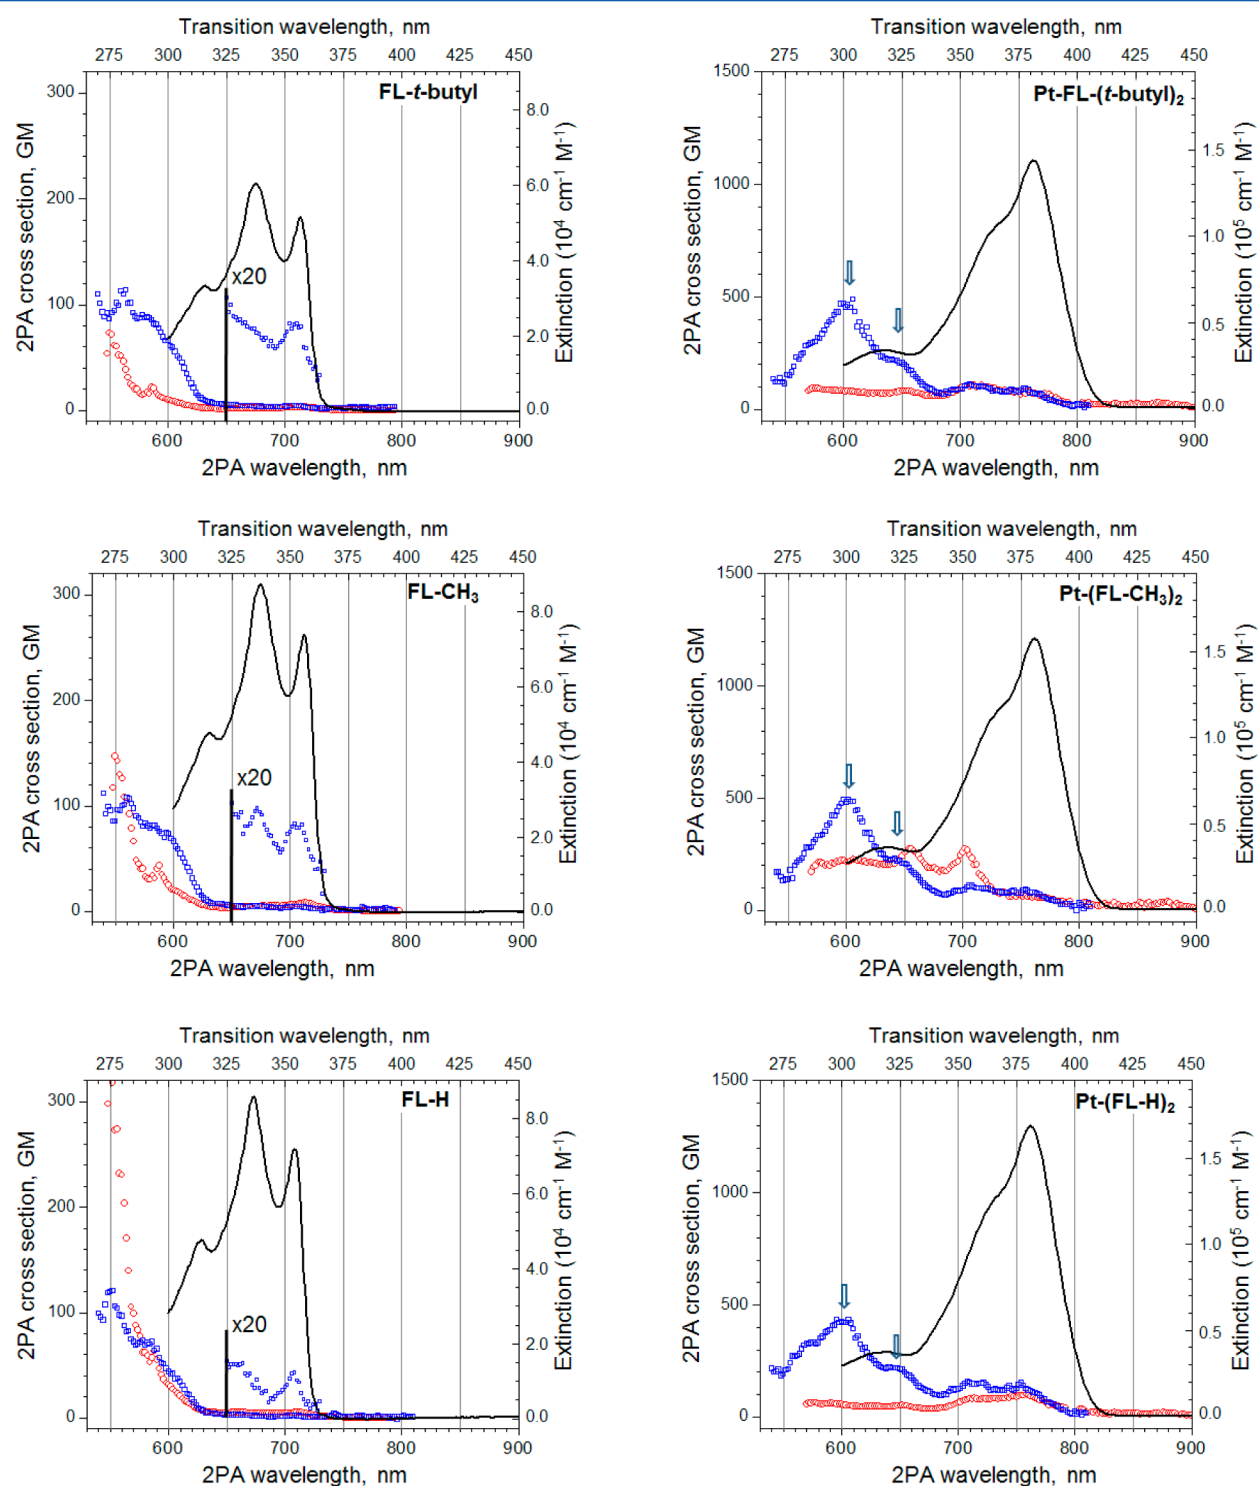 Transition wavelength, nm
275 300 325 350 375 400 425 450
FL-t-butyl
2PA cross section, GM
300
200
100
0
x20
Extinction (10⁴ cm⁻¹ M⁻¹)
8.0
6.0
4.0
2.0
0.0
600 700 800 900
2PA wavelength, nm
Transition wavelength, nm
275 300 325 350 375 400 425 450
Pt-FL-(t-butyl)₂
2PA cross section, GM
1500
1000
500
0
Extinction (10⁵ cm⁻¹ M⁻¹)
1.5
1.0
0.5
0.0
600 700 800 900
2PA wavelength, nm
Transition wavelength, nm
275 300 325 350 375 400 425 450
FL-CH₃
2PA cross section, GM
300
200
100
0
x20
Extinction (10⁴ cm⁻¹ M⁻¹)
8.0
6.0
4.0
2.0
0.0
600 700 800 900
2PA wavelength, nm
Transition wavelength, nm
275 300 325 350 375 400 425 450
Pt-(FL-CH₃)₂
2PA cross section, GM
1500
1000
500
0
Extinction (10⁵ cm⁻¹ M⁻¹)
1.5
1.0
0.5
0.0
600 700 800 900
2PA wavelength, nm
Transition wavelength, nm
275 300 325 350 375 400 425 450
FL-H
2PA cross section, GM
300
200
100
0
x20
Extinction (10⁴ cm⁻¹ M⁻¹)
8.0
6.0
4.0
2.0
0.0
600 700 800 900
2PA wavelength, nm
Transition wavelength, nm
275 300 325 350 375 400 425 450
Pt-(FL-H)₂
2PA cross section, GM
1500
1000
500
0
Extinction (10⁵ cm⁻¹ M⁻¹)
1.5
1.0
0.5
0.0
600 700 800 900
2PA wavelength, nm